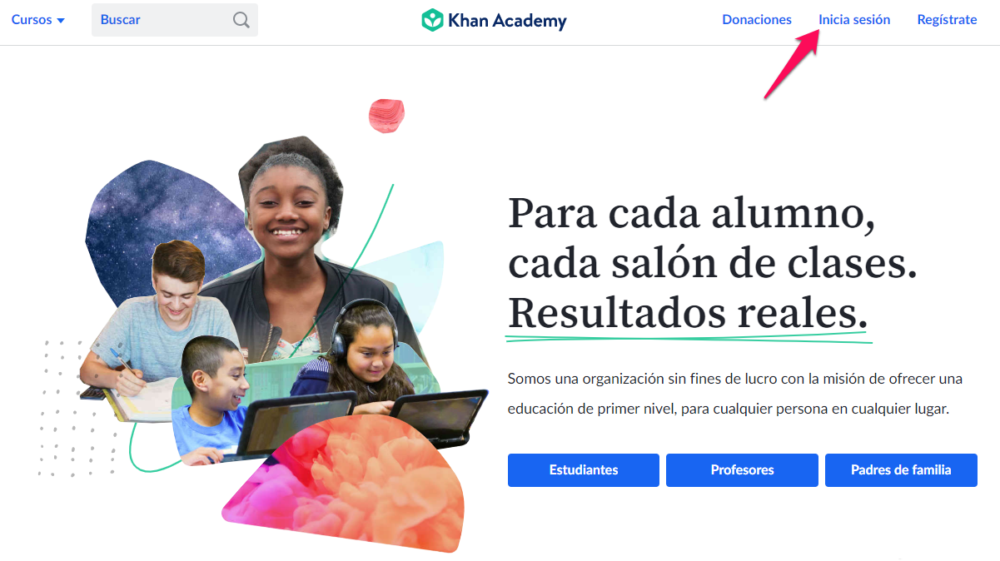 Cursos
Buscar
Khan Academy
Donaciones
Inicia sesión
Regístrate
Para cada alumno,
cada salón de clases.
Resultados reales.
Somos una organización sin fines de lucro con la misión de ofrecer una
educación de primer nivel, para cualquier persona en cualquier lugar.
Estudiantes
Profesores
Padres de familia